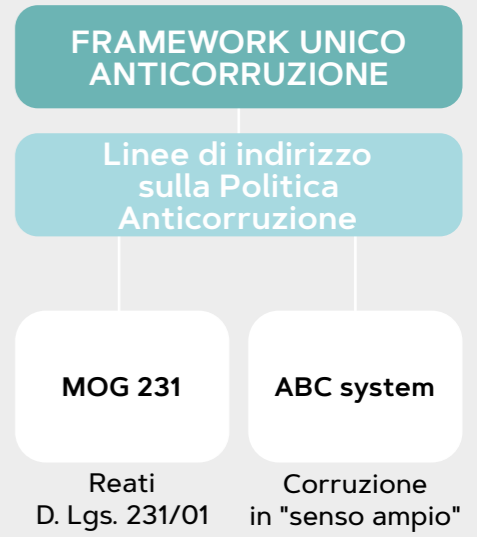 FRAMEWORK UNICO
ANTICORRUZIONE
Linee di indirizzo
sulla Politica
Anticorruzione
MOG 231
ABC system
Reati
D. Lgs. 231/01
Corruzione
in "senso ampio"